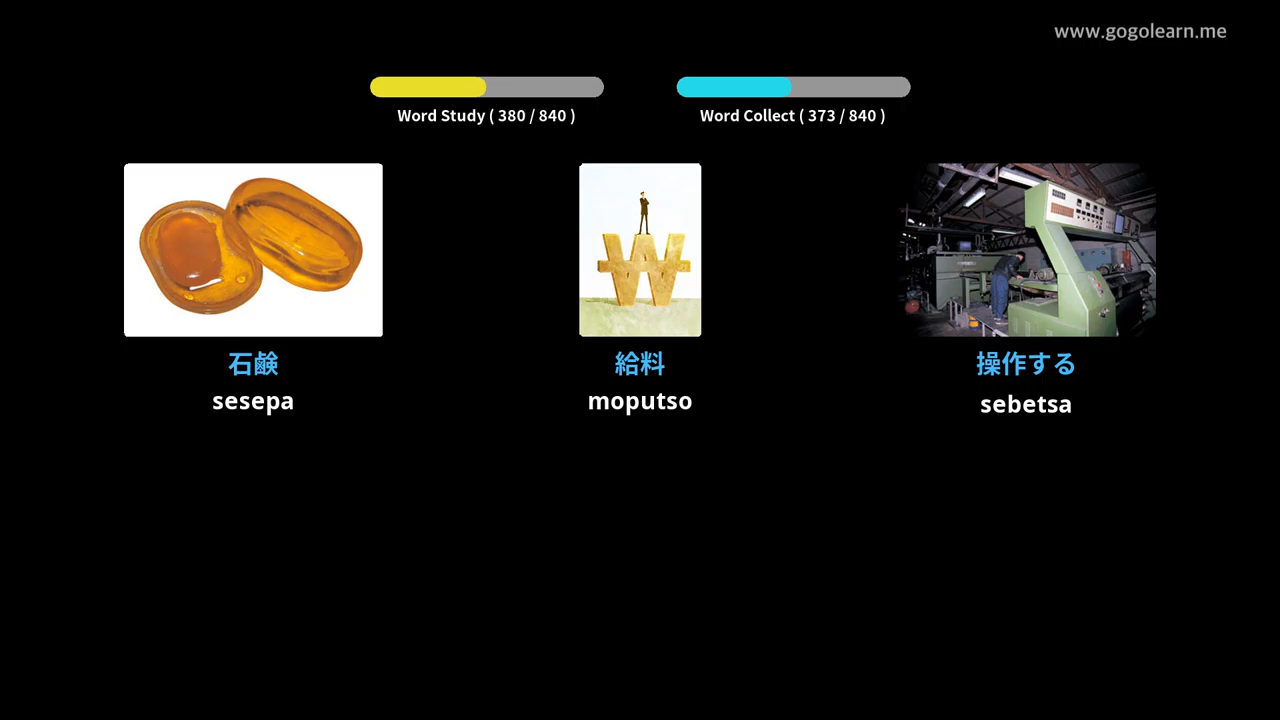 www.gogolearn.me
Word Study ( 380 / 840 )
Word Collect ( 373 / 840 )
石鹸
sesepa
給料
moputso
操作する
sebetsa